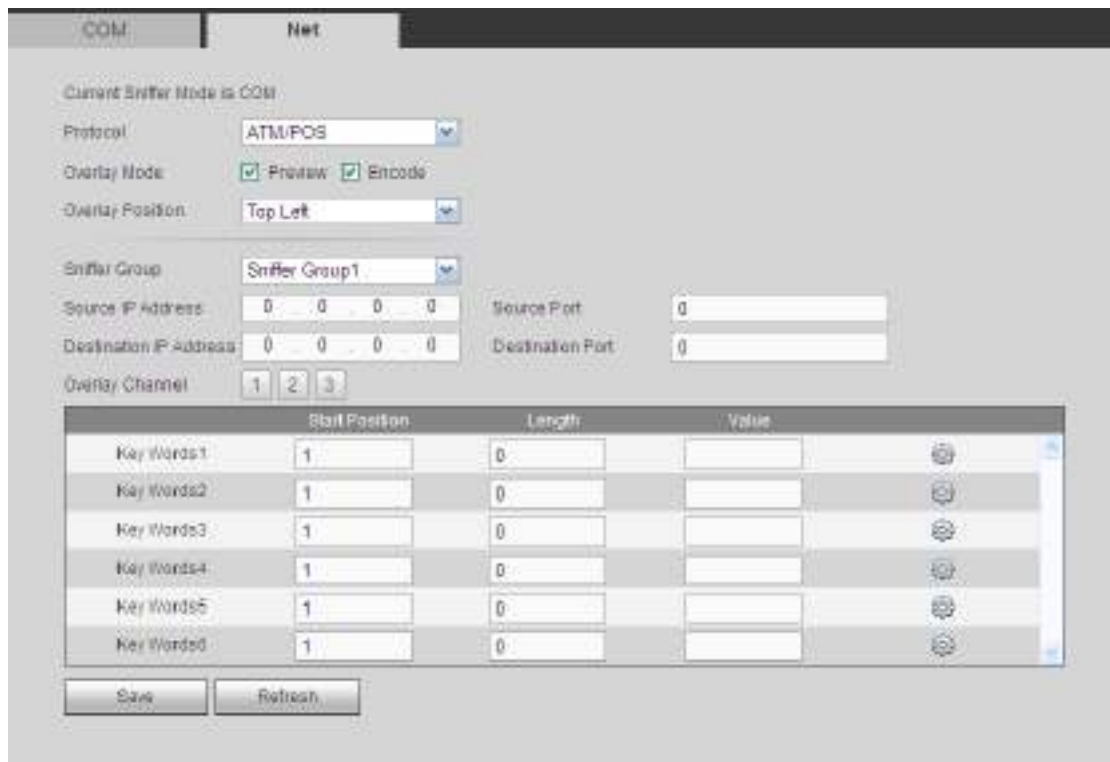 COM Net
Current Sniffer Mode is COM
Protocol ATM/POS
Overlay Mode Preview Encode
Overlay Position Top Left
Sniffer Group Sniffer Group1
Source IP Address 0 . 0 . 0 . 0 Source Port 0
Destination IP Address 0 . 0 . 0 . 0 Destination Port 0
Overlay Channel 1 2 3
Start Position Length Value
Key Words1 1 0
Key Words2 1 0
Key Words3 1 0
Key Words4 1 0
Key Words5 1 0
Key Words6 1 0
Save Refresh